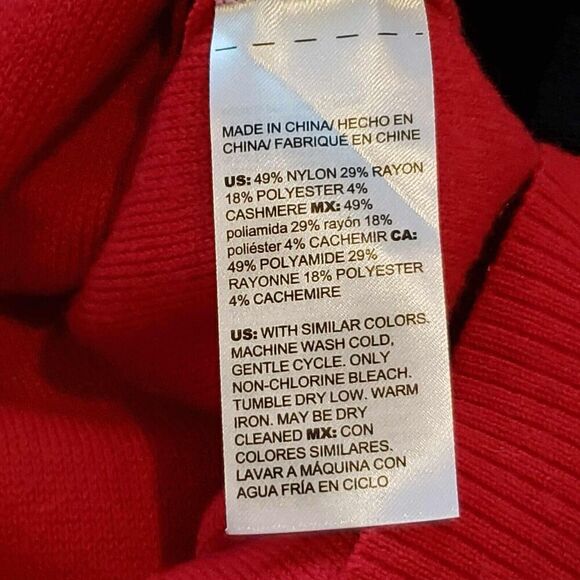 MADE IN CHINA/ HECHO EN
CHINA/ FABRIQUÉ EN CHINE
US: 49% NYLON 29% RAYON
18% POLYESTER 4%
CASHMERE MX: 49%
poliamida 29% rayón 18%
poliéster 4% CACHEMIR CA:
49% POLYAMIDE 29%
RAYONNE 18% POLYESTER
4% CACHEMIRE
US: WITH SIMILAR COLORS.
MACHINE WASH COLD,
GENTLE CYCLE. ONLY
NON-CHLORINE BLEACH.
TUMBLE DRY LOW. WARM
IRON. MAY BE DRY
CLEANED MX: CON
COLORES SIMILARES.
LAVAR A MÁQUINA CON
AGUA FRÍA EN CICLO